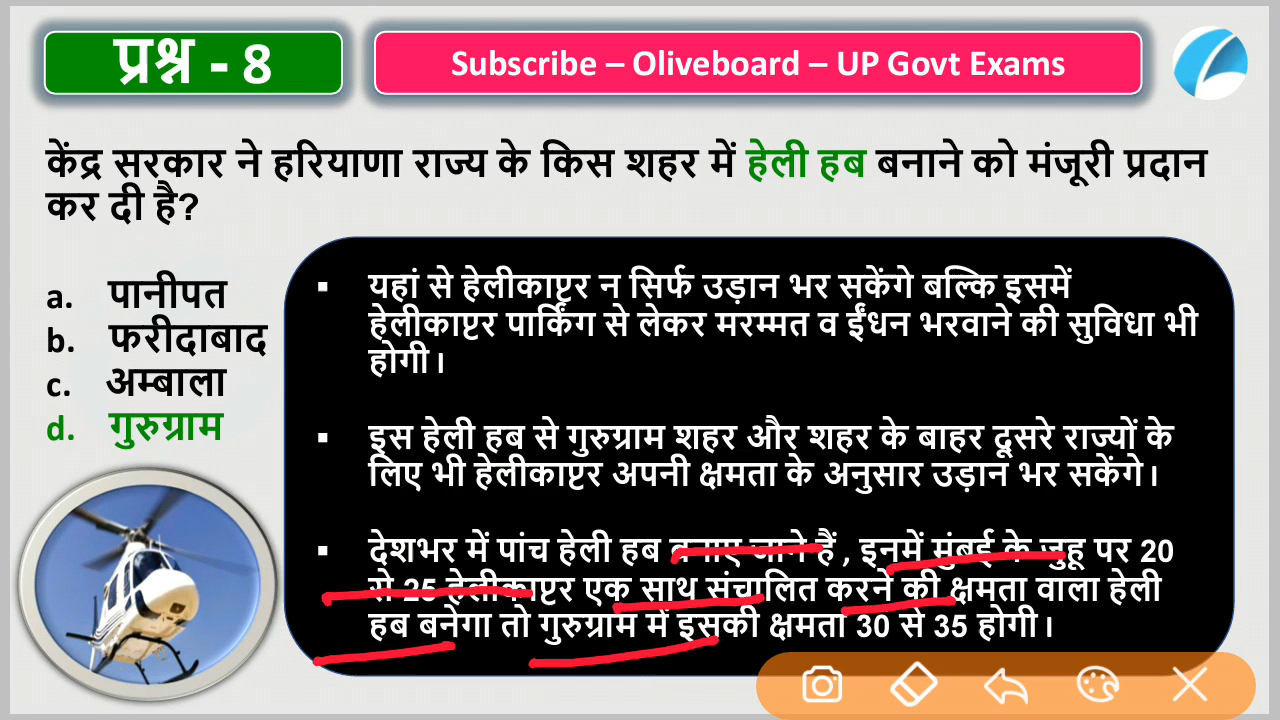 प्रश्न - 8
Subscribe – Oliveboard – UP Govt Exams
केंद्र सरकार ने हरियाणा राज्य के किस शहर में हेली हब बनाने को मंजूरी प्रदान
कर दी है?
a. पानीपत
b. फरीदाबाद
c. अम्बाला
d. गुरुग्राम
▪ यहां से हेलीकाप्टर न सिर्फ उड़ान भर सकेंगे बल्कि इसमें
हेलीकाप्टर पार्किंग से लेकर मरम्मत व ईंधन भरवाने की सुविधा भी
होगी।
▪ इस हेली हब से गुरुग्राम शहर और शहर के बाहर दूसरे राज्यों के
लिए भी हेलीकाप्टर अपनी क्षमता के अनुसार उड़ान भर सकेंगे।
▪ देशभर में पांच हेली हब बनाए जाने हैं , इनमें मुंबई के जुहू पर 20
से 25 हेलीकाप्टर एक साथ संचालित करने की क्षमता वाला हेली
हब बनेगा तो गुरुग्राम में इसकी क्षमता 30 से 35 होगी।